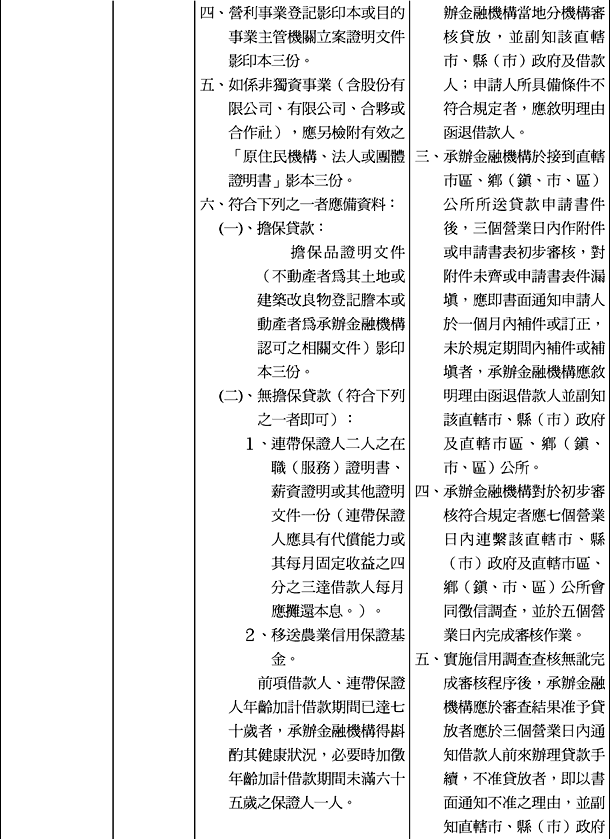 四、營利事業登記影印本或目的
事業主管機關立案證明文件
影印本三份。
五、如係非獨資事業（含股份有
限公司、有限公司、合夥或
合作社），應另檢附有效之
「原住民機構、法人或團體
證明書」影本三份。
六、符合下列之一者應備資料：
(一)、擔保貸款：
擔保品證明文件
（不動產者為其土地或
建築改良物登記謄本或
動產者為承辦金融機構
認可之相關文件）影印
本三份。
(二)、無擔保貸款（符合下列
之一者即可）：
１、連帶保證人二人之在
職（服務）證明書、
薪資證明或其他證明
文件一份（連帶保證
人應具有代償能力或
其每月固定收益之四
分之三達借款人每月
應攤還本息。）。
２、移送農業信用保證基
金。
前項借款人、連帶保證
人年齡加計借款期間已達七
十歲者，承辦金融機構得斟
酌其健康狀況，必要時加徵
年齡加計借款期間未滿六十
五歲之保證人一人。
辦金融機構當地分機構審
核貸放，並副知該直轄
市、縣（市）政府及借款
人；申請人所具備條件不
符合規定者，應敘明理由
函退借款人。
三、承辦金融機構於接到直轄
市區、鄉（鎮、市、區）
公所所送貸款申請書件
後，三個營業日內作附件
或申請書表初步審核，對
附件未齊或申請書表件漏
填，應即書面通知申請人
於一個月內補件或訂正，
未於規定期間內補件或補
填者，承辦金融機構應敘
明理由函退借款人並副知
該直轄市、縣（市）政府
及直轄市區、鄉（鎮、
市、區）公所。
四、承辦金融機構對於初步審
核符合規定者應七個營業
日內連繫該直轄市、縣
（市）政府及直轄市區、
鄉（鎮、市、區）公所會
同徵信調查，並於五個營
業日內完成審核作業。
五、實施信用調查查核無訛完
成審核程序後，承辦金融
機構應於審查結果准予貸
放者應於三個營業日內通
知借款人前來辦理貸款手
續，不准貸放者，即以書
面通知不准之理由，並副
知直轄市、縣（市）政府